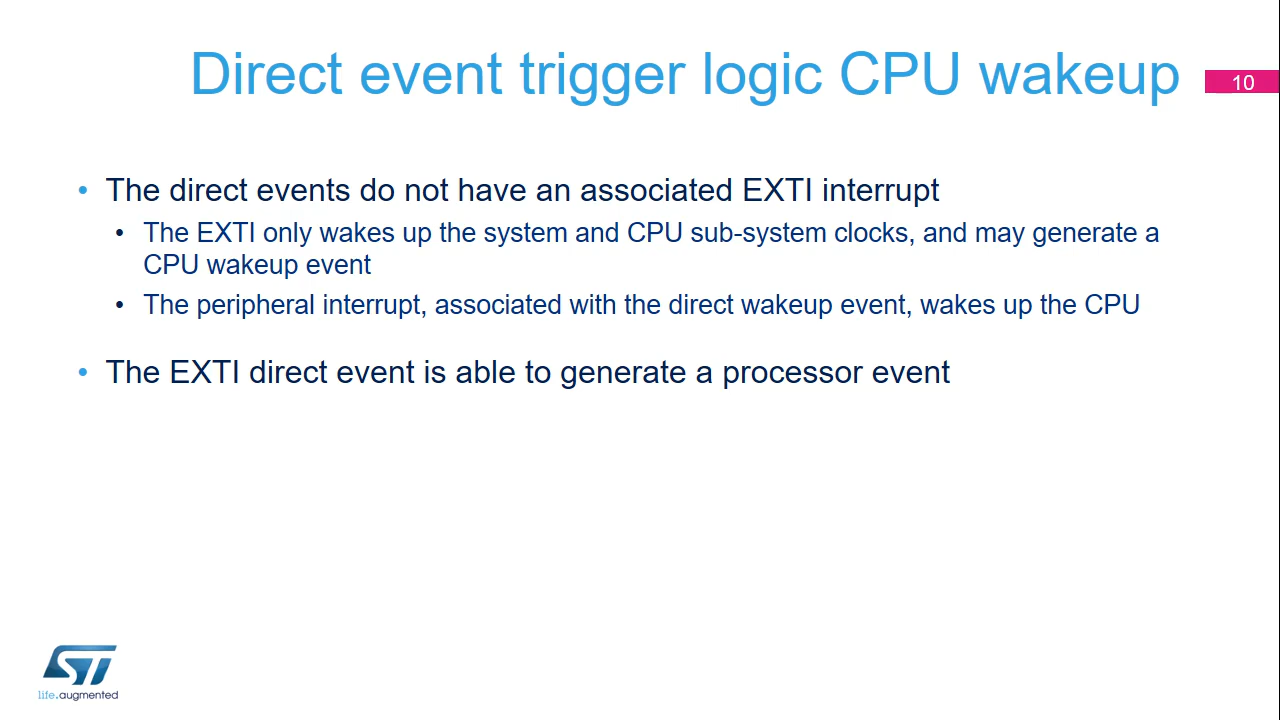 Direct event trigger logic CPU wakeup
10
• The direct events do not have an associated EXTI interrupt
• The EXTI only wakes up the system and CPU sub-system clocks, and may generate a
CPU wakeup event
• The peripheral interrupt, associated with the direct wakeup event, wakes up the CPU
• The EXTI direct event is able to generate a processor event
ST
life.augmented